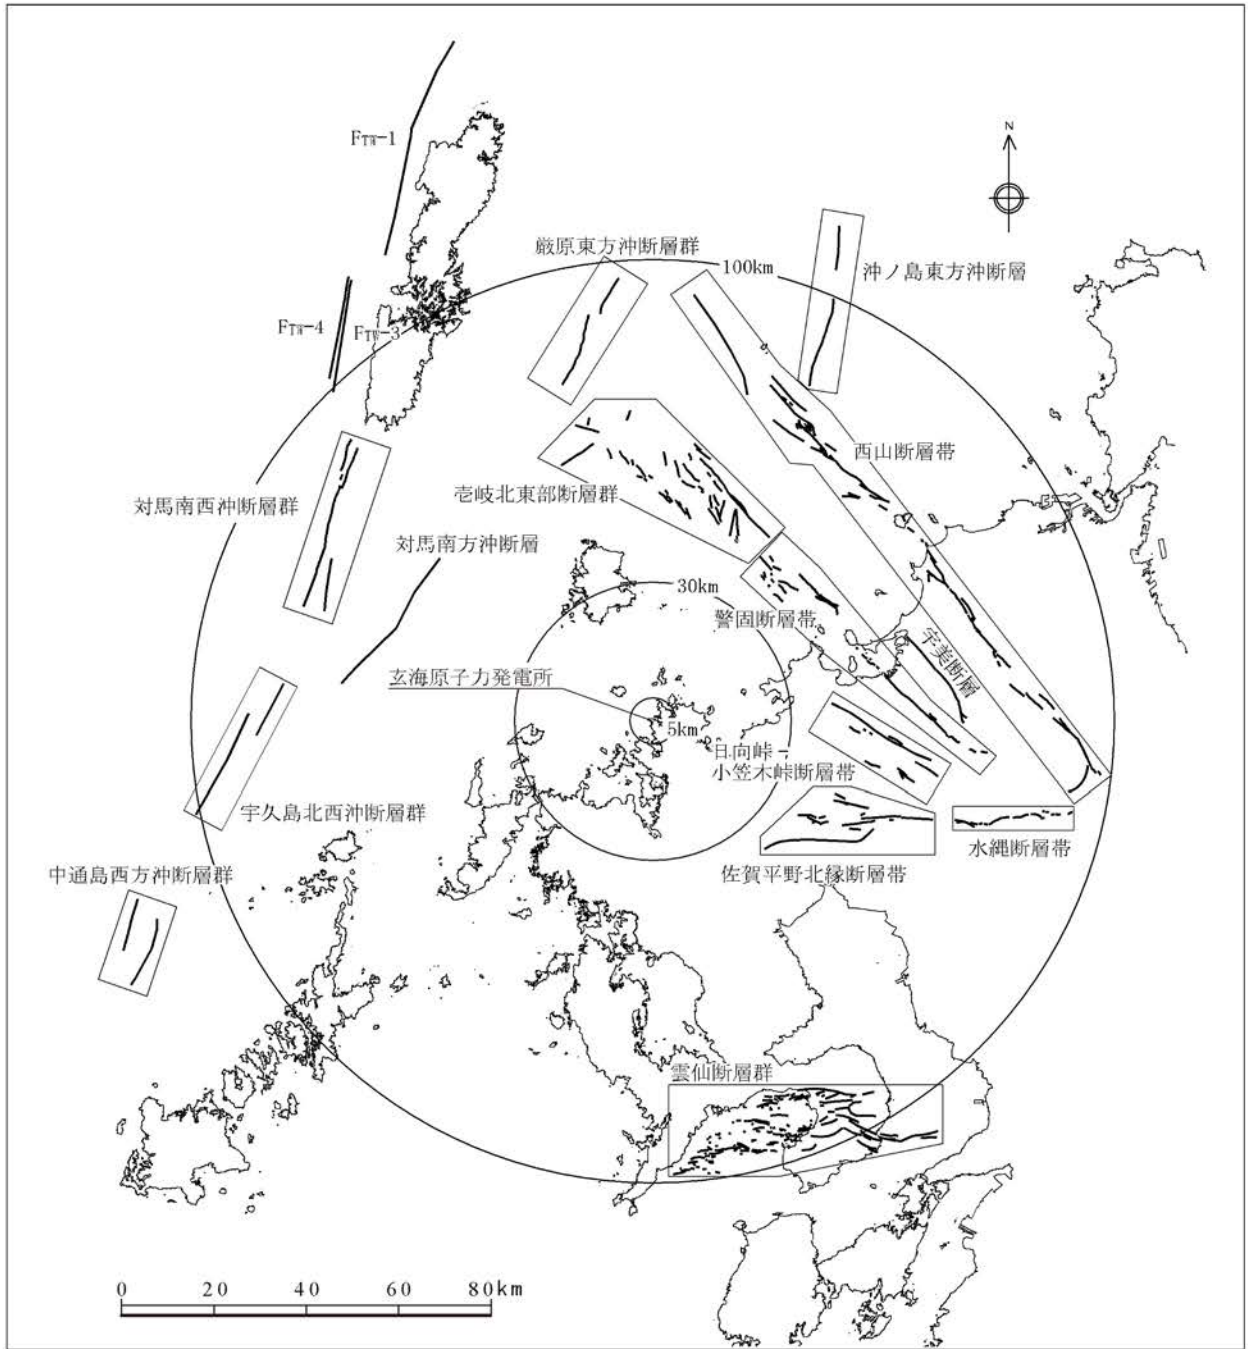 N
FTW-1
厳原東方沖断層群
100km
沖ノ島東方沖断層
FTW-4
FTW-3
西山断層帯
対馬南西沖断層群
壱岐北東部断層群
対馬南方沖断層
30km
警固断層帯
宇美断層
玄海原子力発電所
5km
日向峠-
小笠木峠断層帯
宇久島北西沖断層群
水縄断層帯
中通島西方沖断層群
佐賀平野北縁断層帯
雲仙断層群
0 20 40 60 80km